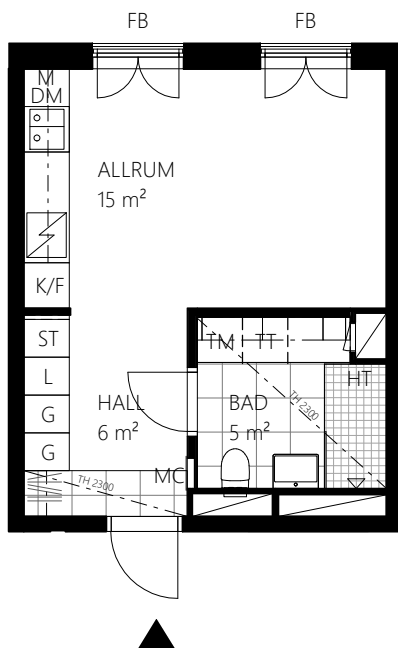 FB
FB
M
DM
ALLRUM
15 m²
K/F
ST
L
G
G
TM
TT
HT
HALL
6 m²
BAD
5 m²
TH 2300
MC
TH 2300